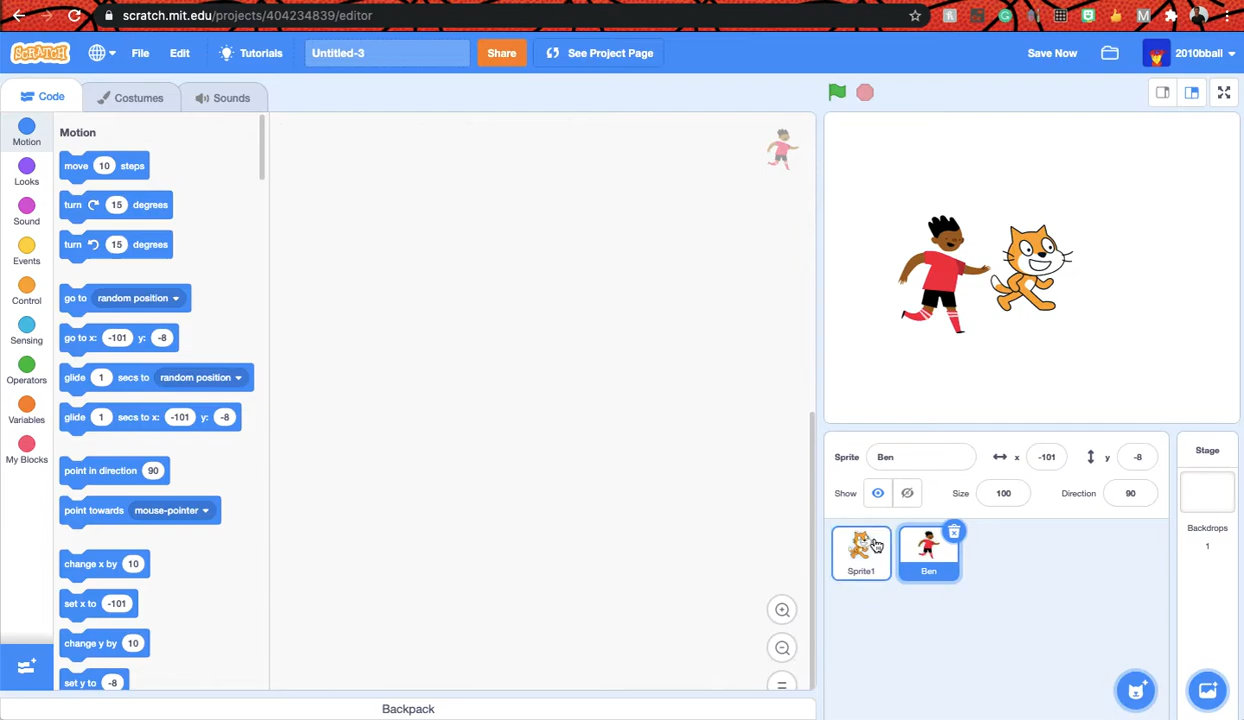 scratch.mit.edu/projects/404234839/editor
SCRATCH File Edit Tutorials Untitled-3 Share See Project Page Save Now 2010bball
Code Costumes Sounds
Motion
Looks
Sound
Events
Control
Sensing
Operators
Variables
My Blocks
Motion
move 10 steps
turn 15 degrees
turn 15 degrees
go to random position
go to x: -101 y: -8
glide 1 secs to random position
glide 1 secs to x: -101 y: -8
point in direction 90
point towards mouse-pointer
change x by 10
set x to -101
change y by 10
set y to -8
Sprite Ben x -101 y -8
Show Size 100 Direction 90
Sprite1 Ben
Stage
Backdrops
1
Backpack